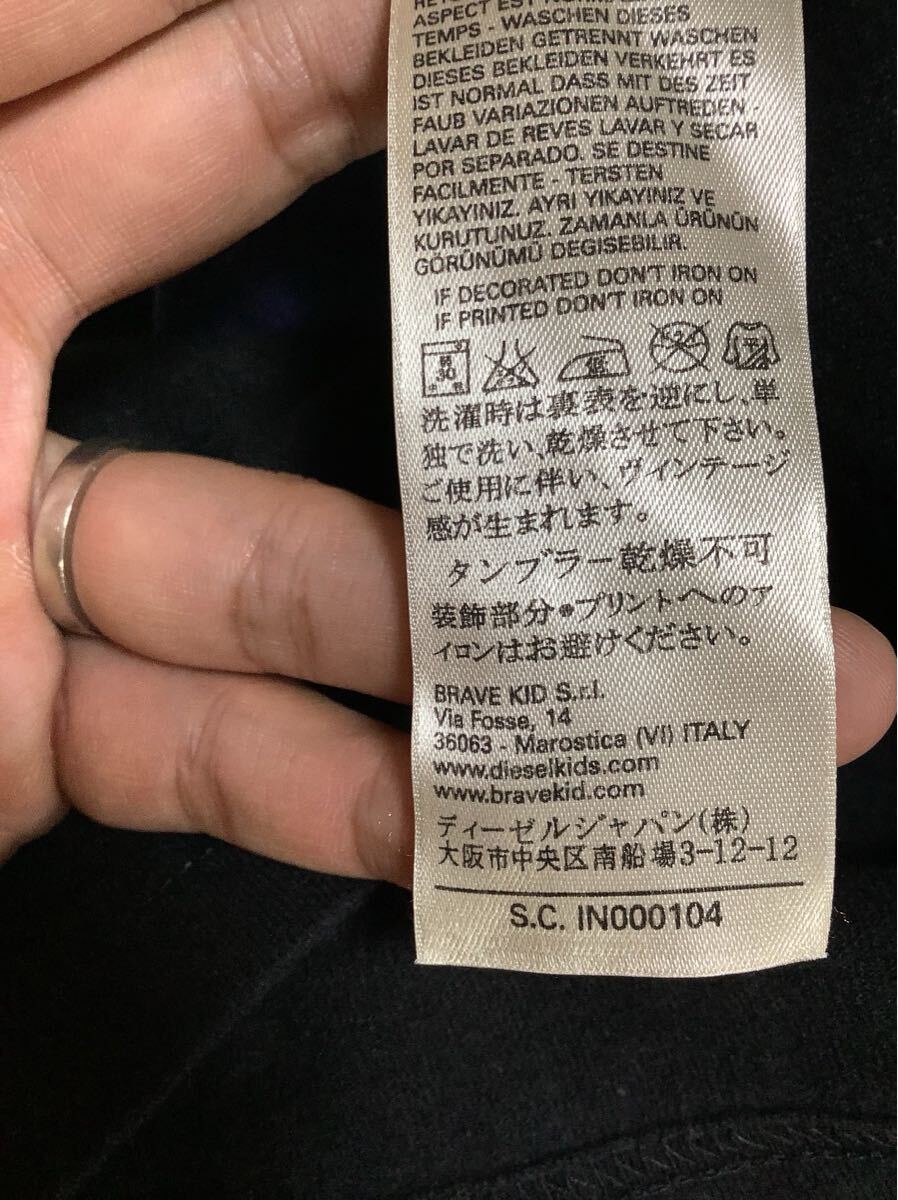 ASPECT EST NORMAL
TEMPS - WASCHEN DIESES
BEKLEIDEN GETRENNT WASCHEN
DIESES BEKLEIDEN VERKEHRT ES
IST NORMAL DASS MIT DES ZEIT
FAUB VARIAZIONEN AUFTREDEN -
LAVAR DE REVES LAVAR Y SECAR
POR SEPARADO. SE DESTINE
FACILMENTE - TERSTEN
YIKAYINIZ. AYRI YIKAYINIZ VE
KURUTUNUZ. ZAMANLA ÜRÜNÜN
GÖRÜNÜMÜ DEGISEBILIR.
IF DECORATED DON'T IRON ON
IF PRINTED DON'T IRON ON
低
洗濯時は裏表を逆にし、単
独で洗い、乾燥させて下さい。
ご使用に伴い、ヴィンテージ
感が生まれます。
タンブラー乾燥不可
装飾部分●プリントへのア
イロンはお避けください。
BRAVE KID S.r.l.
Via Fosse, 14
36063 - Marostica (VI) ITALY
www.dieselkids.com
www.bravekid.com
ディーゼルジャパン(株)
大阪市中央区南船場3-12-12
S.C. IN000104